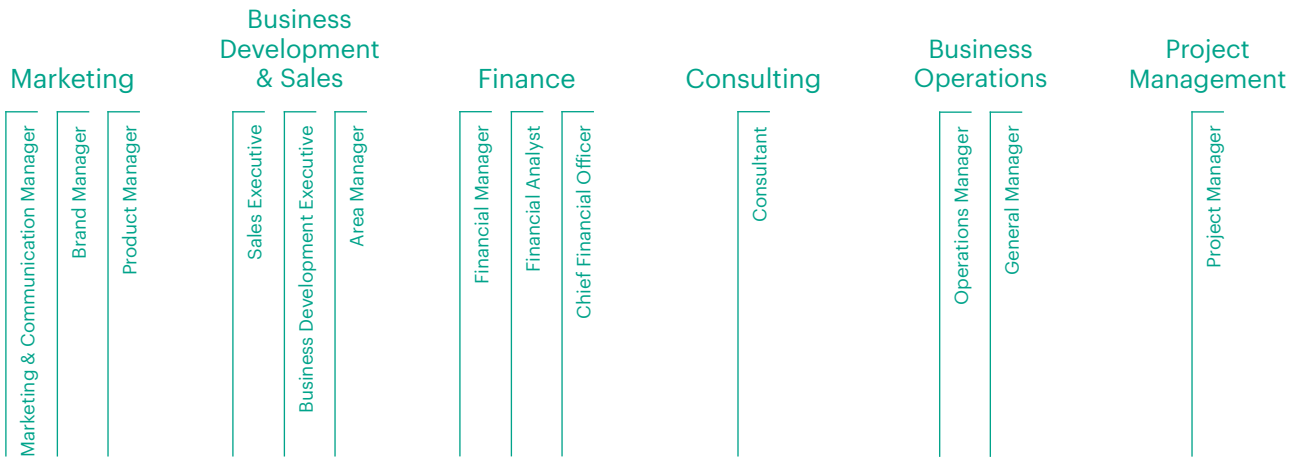 Marketing
Marketing & Communication Manager
Brand Manager
Product Manager
Business
Development
& Sales
Sales Executive
Business Development Executive
Area Manager
Finance
Financial Manager
Financial Analyst
Chief Financial Officer
Consulting
Consultant
Business
Operations
Operations Manager
General Manager
Project
Management
Project Manager